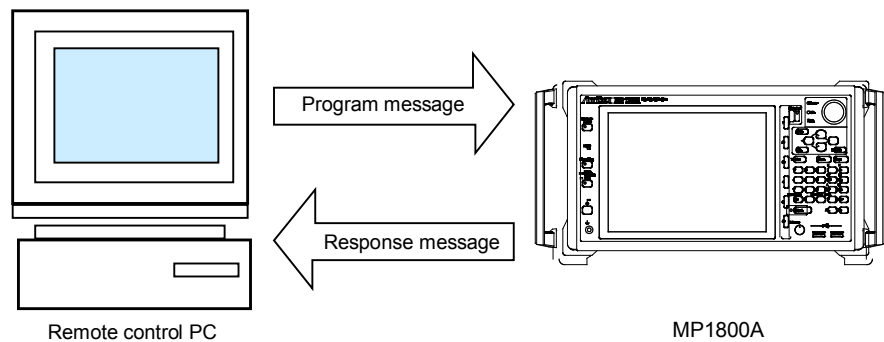 Program message
Response message
Remote control PC
MP1800A